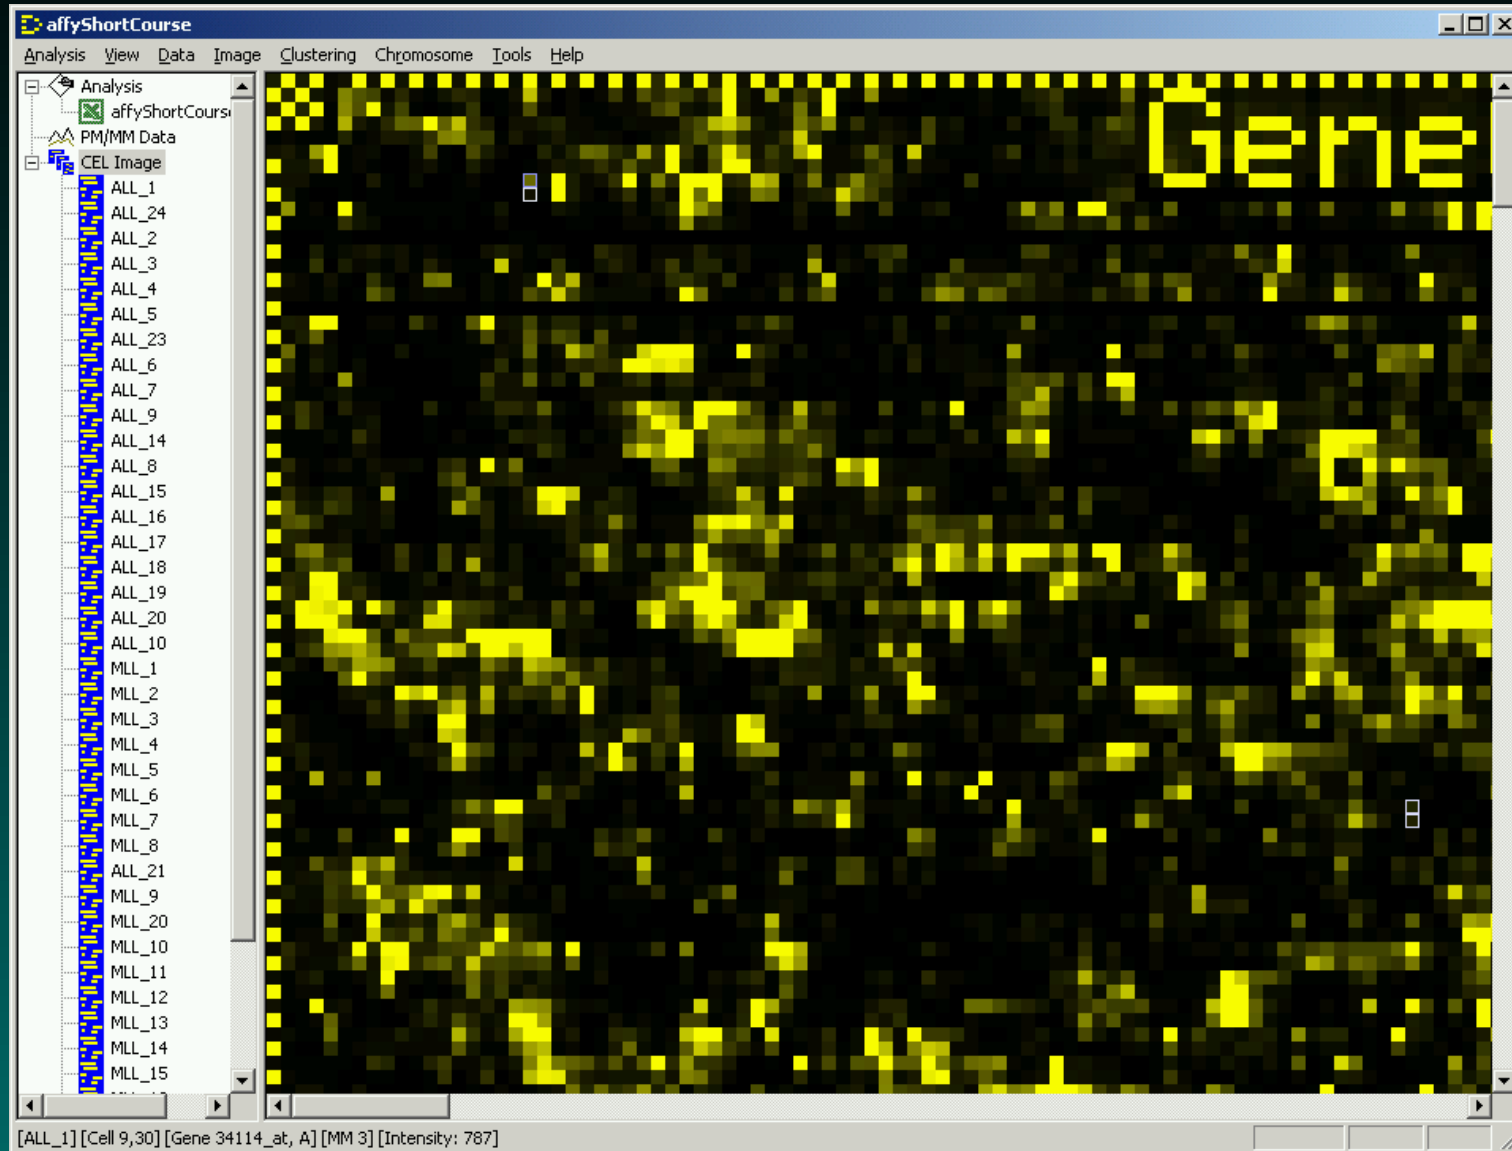 affyShortCourse
Analysis View Data Image Clustering Chromosome Tools Help
Analysis
affyShortCours
PM/MM Data
CEL Image
ALL_1
ALL_24
ALL_2
ALL_3
ALL_4
ALL_5
ALL_23
ALL_6
ALL_7
ALL_9
ALL_14
ALL_8
ALL_15
ALL_16
ALL_17
ALL_18
ALL_19
ALL_20
ALL_10
MLL_1
MLL_2
MLL_3
MLL_4
MLL_5
MLL_6
MLL_7
MLL_8
ALL_21
MLL_9
MLL_20
MLL_10
MLL_11
MLL_12
MLL_13
MLL_14
MLL_15
Gene
[ALL_1] [Cell 9,30] [Gene 34114_at, A] [MM 3] [Intensity: 787]